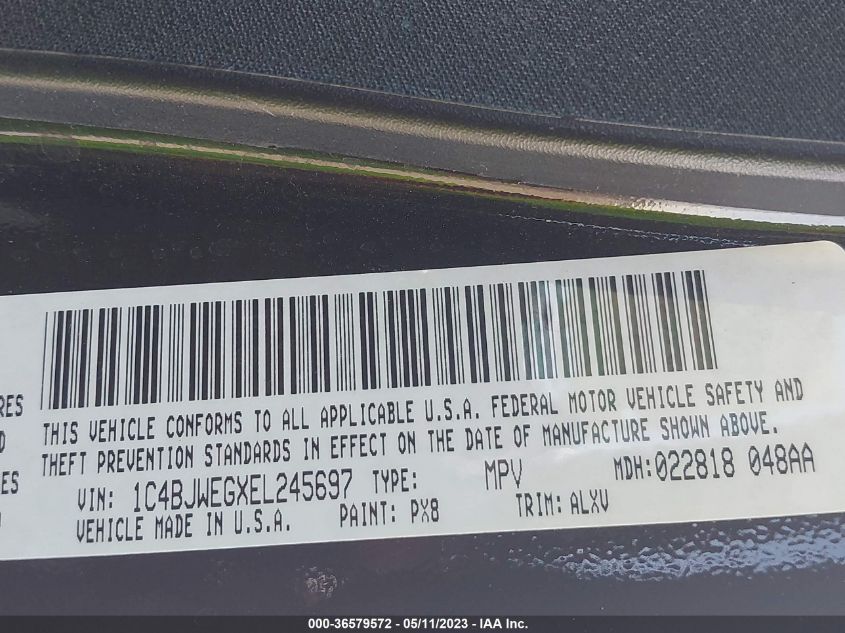 RES
THIS VEHICLE CONFORMS TO ALL APPLICABLE U.S.A. FEDERAL MOTOR VEHICLE SAFETY AND
THEFT PREVENTION STANDARDS IN EFFECT ON THE DATE OF MANUFACTURE SHOWN ABOVE.
ES
VIN: 1C4BJWEGXEL245697 TYPE: MPV MDH:022818 048AA
VEHICLE MADE IN U.S.A. PAINT: PX8 TRIM: ALXV
000-36579572 - 05/11/2023 - IAA Inc.